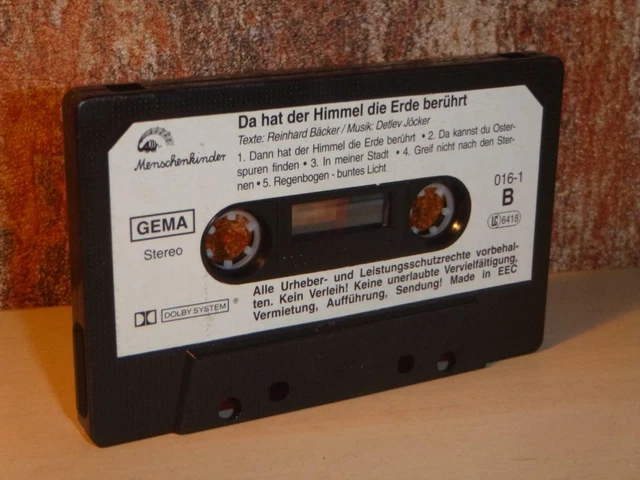 Da hat der Himmel die Erde berührt
Texte: Reinhard Bäcker / Musik: Detlev Jöcker
Menschenkinder
1. Dann hat der Himmel die Erde berührt • 2. Da kannst du Oster-
spuren finden • 3. In meiner Stadt • 4. Greif nicht nach den Ster-
nen • 5. Regenbogen - buntes Licht
016-1
B
LC 6418
GEMA
Stereo
DOLBY SYSTEM ®
Alle Urheber- und Leistungsschutzrechte vorbehal-
ten. Kein Verleih! Keine unerlaubte Vervielfältigung,
Vermietung, Aufführung, Sendung! Made in EEC